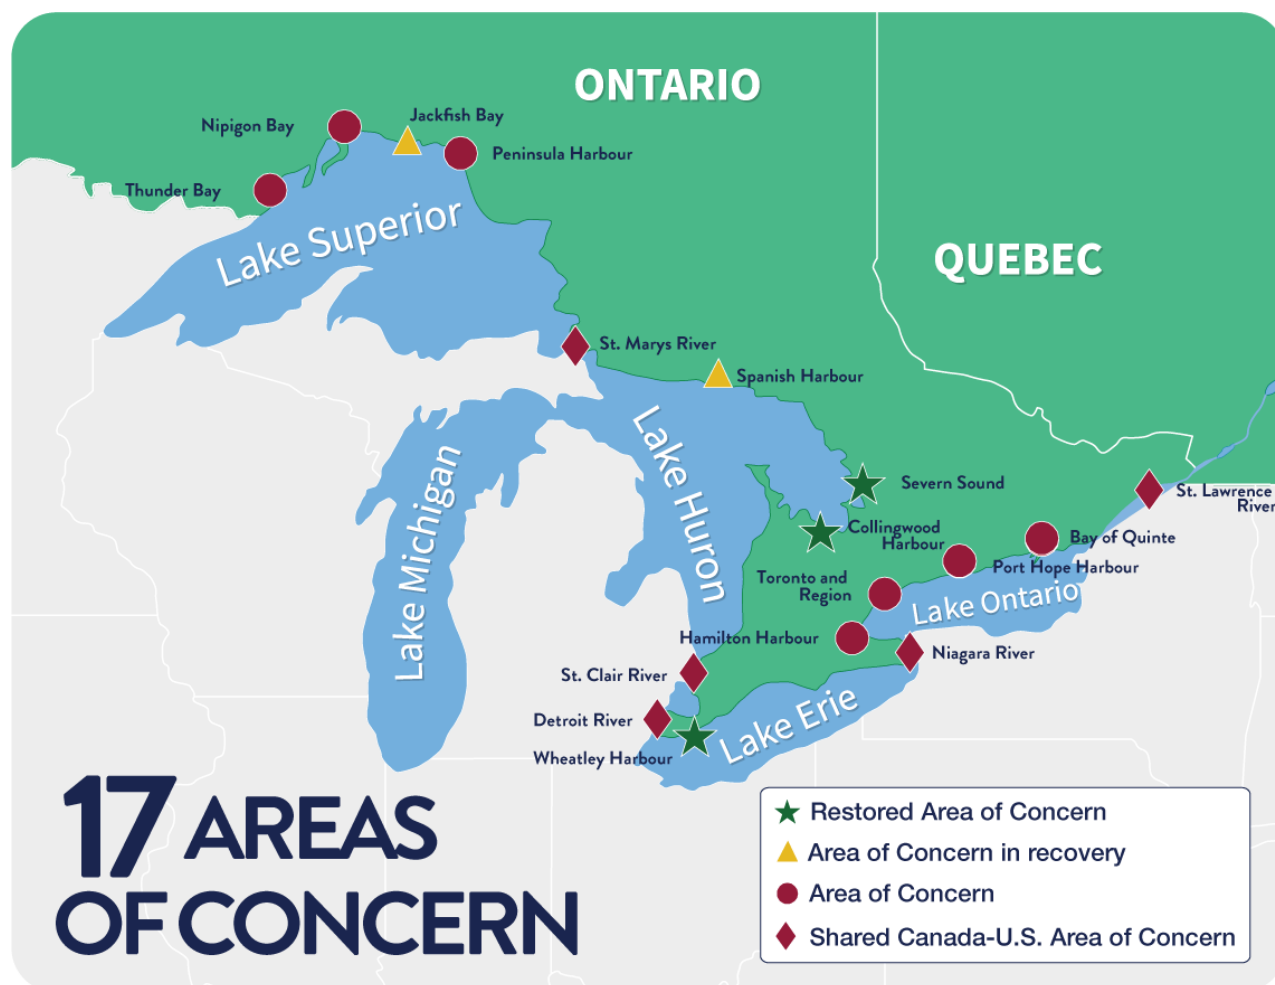 ONTARIO
Jackfish Bay
Nipigon Bay
Peninsula Harbour
Thunder Bay
Lake Superior
QUEBEC
St. Marys River
Spanish Harbour
Lake Huron
Lake Michigan
Severn Sound
St. Lawrence
River
Collingwood
Harbour
Bay of Quinte
Port Hope Harbour
Toronto and
Region
Lake Ontario
Hamilton Harbour
Niagara River
St. Clair River
Detroit River
Lake Erie
Wheatley Harbour
17 AREAS
OF CONCERN
Restored Area of Concern
Area of Concern in recovery
Area of Concern
Shared Canada-U.S. Area of Concern